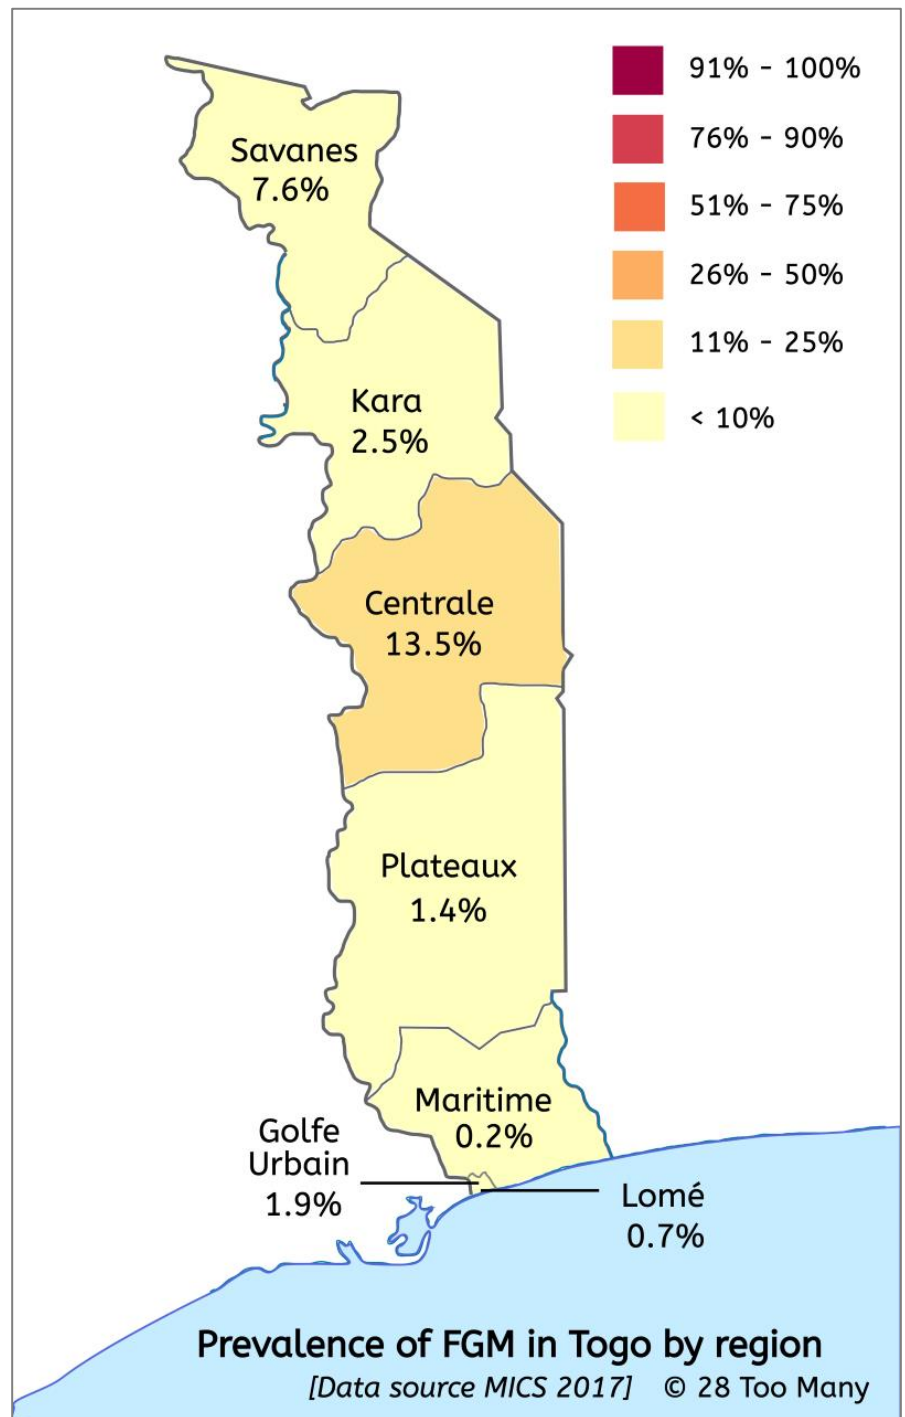 91% - 100%
76% - 90%
51% - 75%
26% - 50%
11% - 25%
< 10%
Savanes
7.6%
Kara
2.5%
Centrale
13.5%
Plateaux
1.4%
Maritime
0.2%
Golfe
Urbain
1.9%
Lomé
0.7%
Prevalence of FGM in Togo by region
[Data source MICS 2017] © 28 Too Many